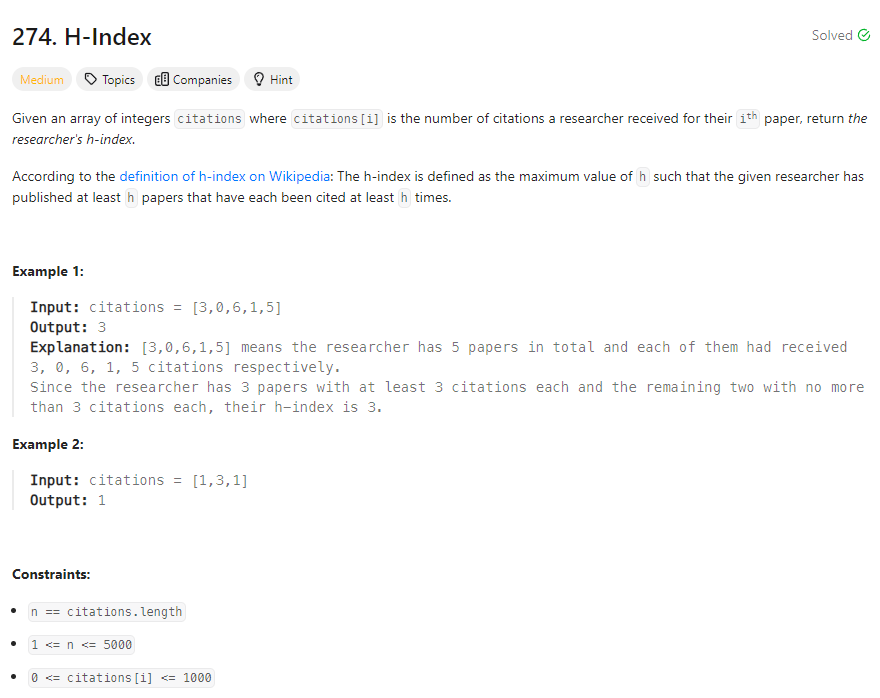 274. H-Index
Solved
Medium Topics Companies Hint
Given an array of integers citations where citations[i] is the number of citations a researcher received for their ith paper, return the
researcher's h-index.
According to the definition of h-index on Wikipedia: The h-index is defined as the maximum value of h such that the given researcher has
published at least h papers that have each been cited at least h times.
Example 1:
Input: citations = [3,0,6,1,5]
Output: 3
Explanation: [3,0,6,1,5] means the researcher has 5 papers in total and each of them had received
3, 0, 6, 1, 5 citations respectively.
Since the researcher has 3 papers with at least 3 citations each and the remaining two with no more
than 3 citations each, their h-index is 3.
Example 2:
Input: citations = [1,3,1]
Output: 1
Constraints:
• n == citations.length
• 1 <= n <= 5000
• 0 <= citations[i] <= 1000